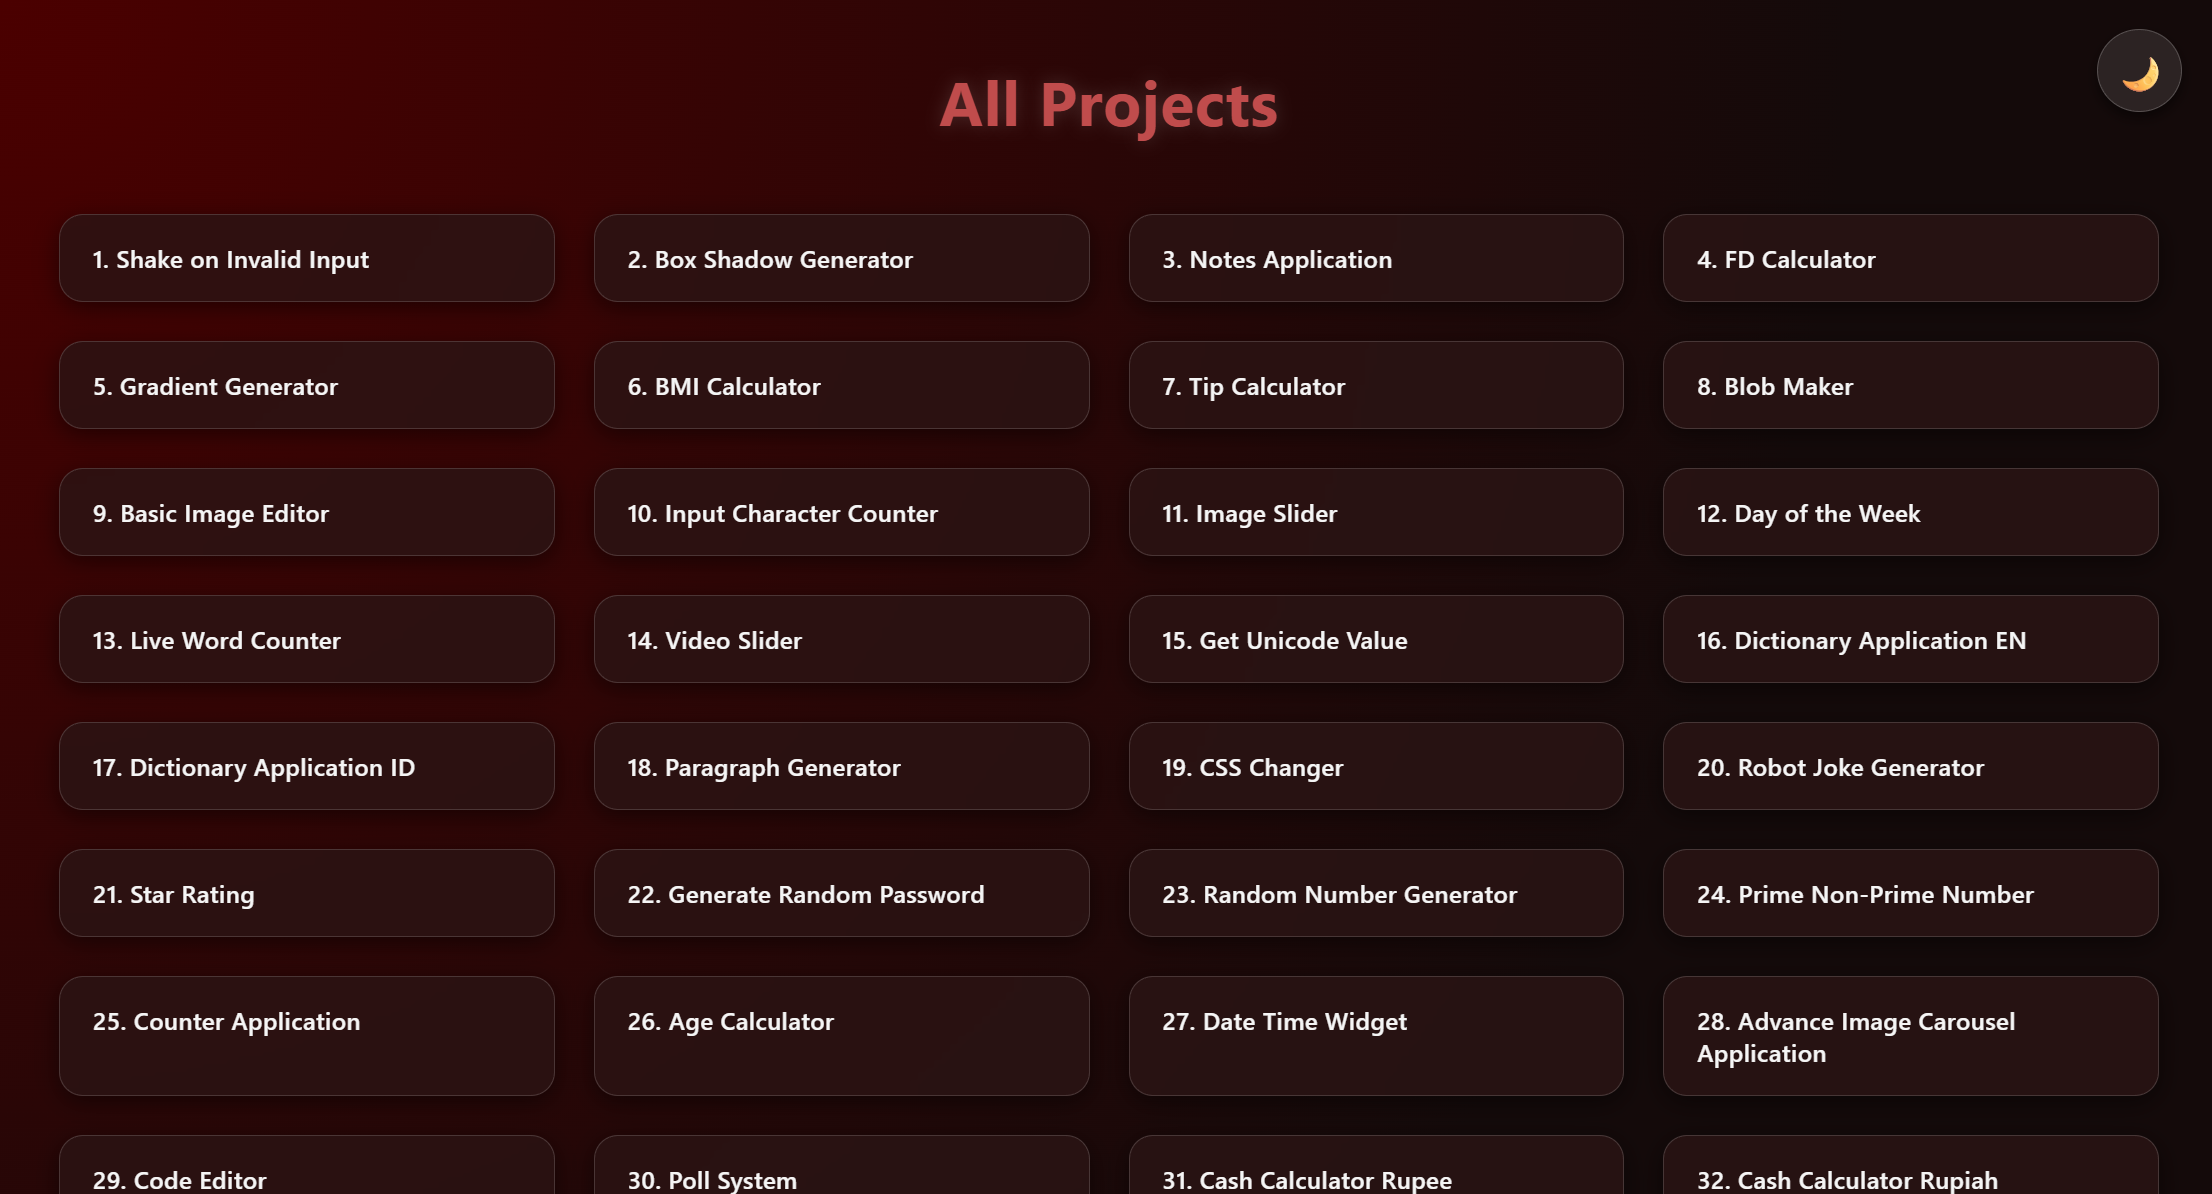 All Projects
1. Shake on Invalid Input
2. Box Shadow Generator
3. Notes Application
4. FD Calculator
5. Gradient Generator
6. BMI Calculator
7. Tip Calculator
8. Blob Maker
9. Basic Image Editor
10. Input Character Counter
11. Image Slider
12. Day of the Week
13. Live Word Counter
14. Video Slider
15. Get Unicode Value
16. Dictionary Application EN
17. Dictionary Application ID
18. Paragraph Generator
19. CSS Changer
20. Robot Joke Generator
21. Star Rating
22. Generate Random Password
23. Random Number Generator
24. Prime Non-Prime Number
25. Counter Application
26. Age Calculator
27. Date Time Widget
28. Advance Image Carousel
Application
29. Code Editor
30. Poll System
31. Cash Calculator Rupee
32. Cash Calculator Rupiah